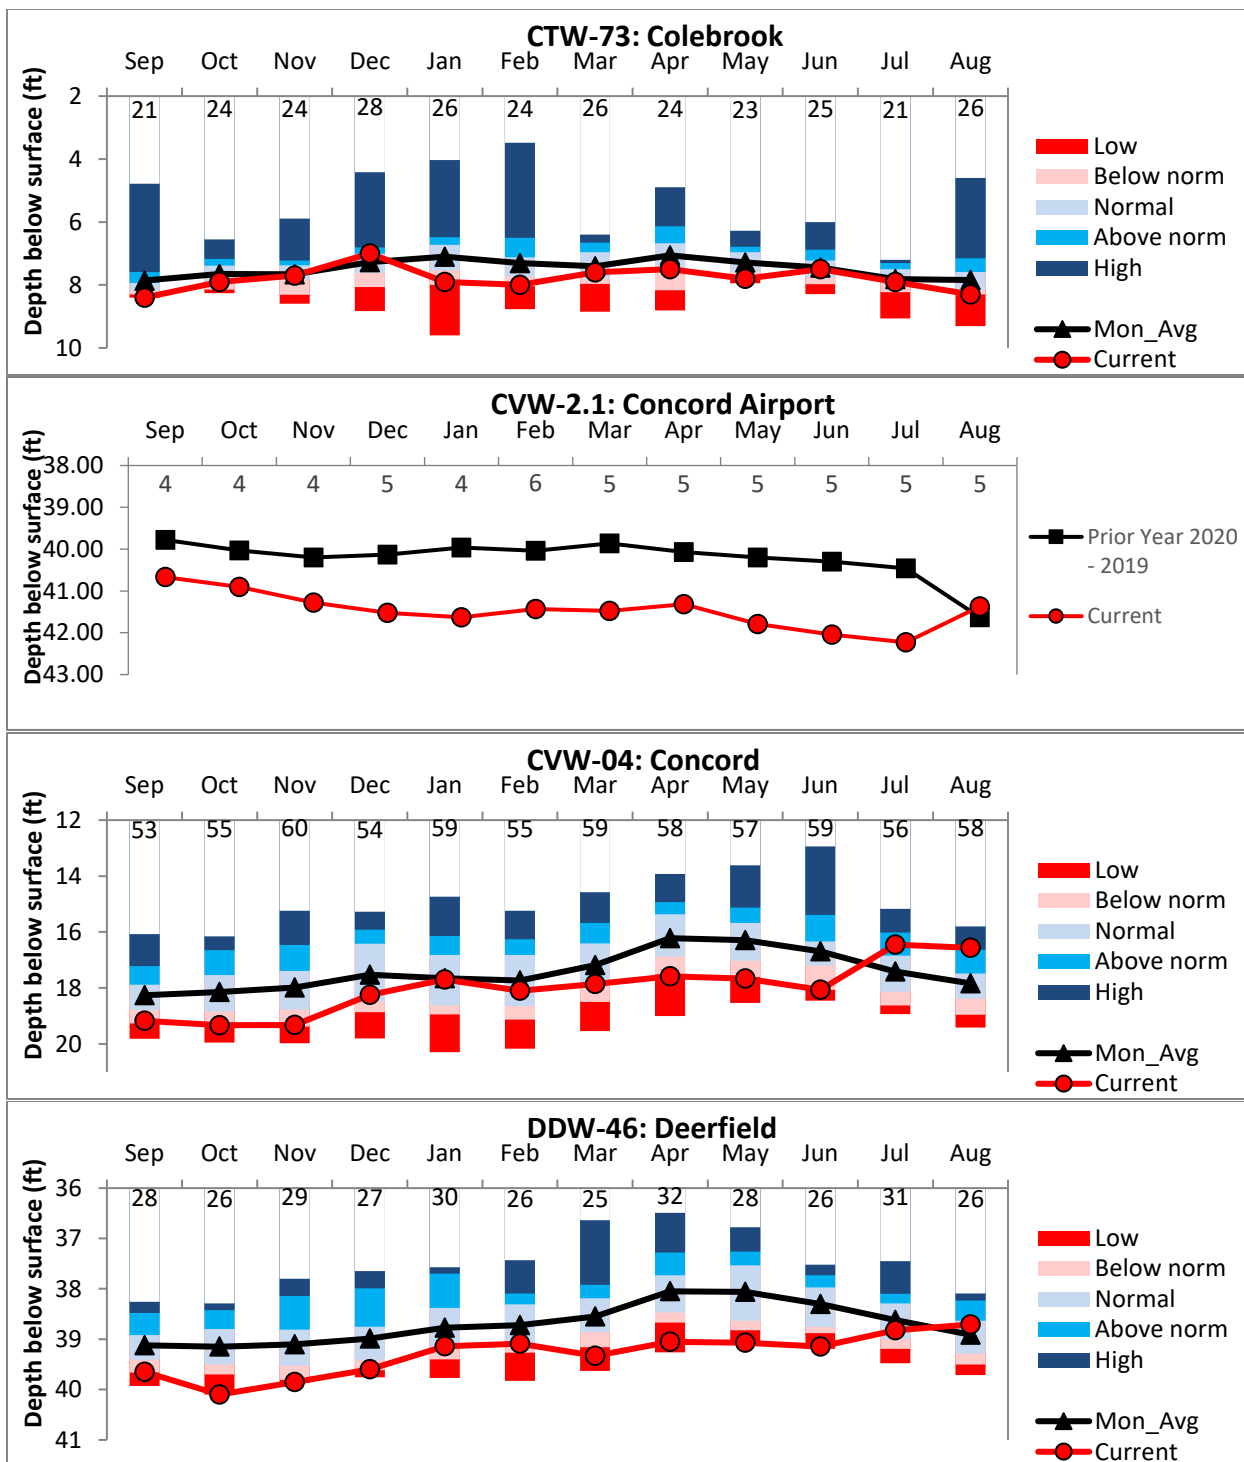 CTW-73: Colebrook
Sep Oct Nov Dec Jan Feb Mar Apr May Jun Jul Aug
Depth below surface (ft)
2
4
6
8
10
21 24 24 28 26 24 26 24 23 25 21 26
Low
Below norm
Normal
Above norm
High
Mon_Avg
Current
CVW-2.1: Concord Airport
Sep Oct Nov Dec Jan Feb Mar Apr May Jun Jul Aug
Depth below surface (ft)
38.00
39.00
40.00
41.00
42.00
43.00
4 4 4 5 4 6 5 5 5 5 5 5
Prior Year 2020
- 2019
Current
CVW-04: Concord
Sep Oct Nov Dec Jan Feb Mar Apr May Jun Jul Aug
Depth below surface (ft)
12
14
16
18
20
53 55 60 54 59 55 59 58 57 59 56 58
Low
Below norm
Normal
Above norm
High
Mon_Avg
Current
DDW-46: Deerfield
Sep Oct Nov Dec Jan Feb Mar Apr May Jun Jul Aug
Depth below surface (ft)
36
37
38
39
40
41
28 26 29 27 30 26 25 32 28 26 31 26
Low
Below norm
Normal
Above norm
High
Mon_Avg
Current